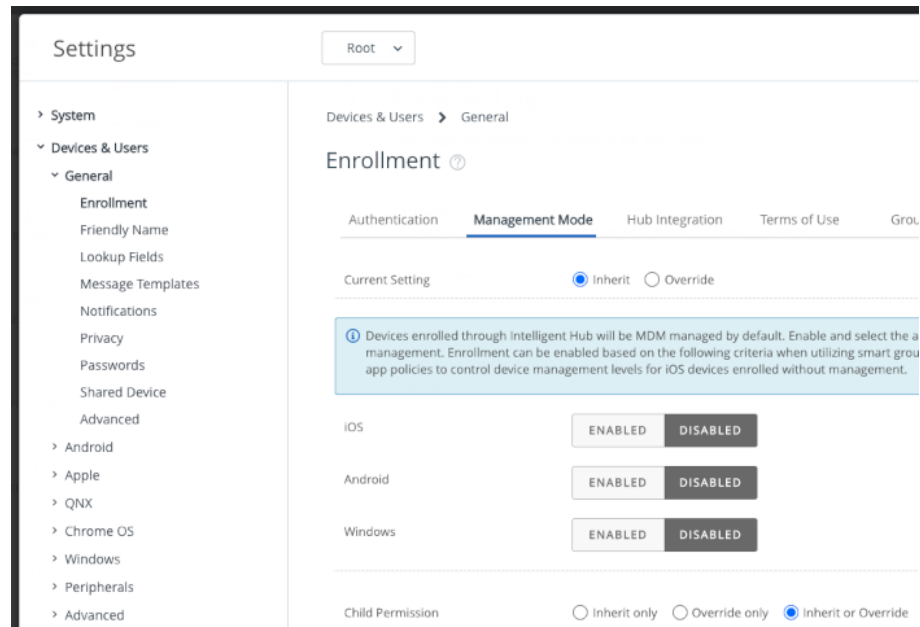 Settings
Root
System
Devices & Users
General
Enrollment
Friendly Name
Lookup Fields
Message Templates
Notifications
Privacy
Passwords
Shared Device
Advanced
Android
Apple
QNX
Chrome OS
Windows
Peripherals
Advanced
Devices & Users > General
Enrollment
Authentication Management Mode Hub Integration Terms of Use Grou
Current Setting Inherit Override
Devices enrolled through Intelligent Hub will be MDM managed by default. Enable and select the a
management. Enrollment can be enabled based on the following criteria when utilizing smart grou
app policies to control device management levels for iOS devices enrolled without management.
iOS ENABLED DISABLED
Android ENABLED DISABLED
Windows ENABLED DISABLED
Child Permission Inherit only Override only Inherit or Override